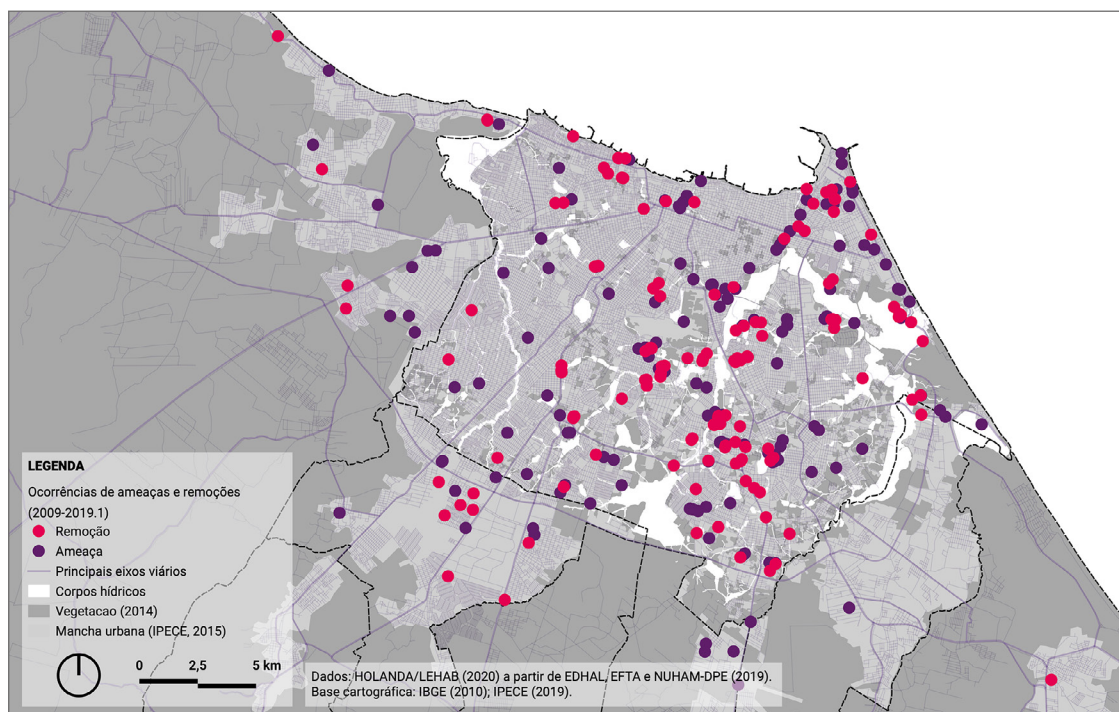 LEGENDA
Ocorrências de ameaças e remoções
(2009-2019.1)
Remoção
Ameaça
Principais eixos viários
Corpos hídricos
Vegetacao (2014)
Mancha urbana (IPECE, 2015)
0 2,5 5 km
Dados: HOLANDA/LEHAB (2020) a partir de EDHAL, EFTA e NUHAM-DPE (2019).
Base cartográfica: IBGE (2010); IPECE (2019).